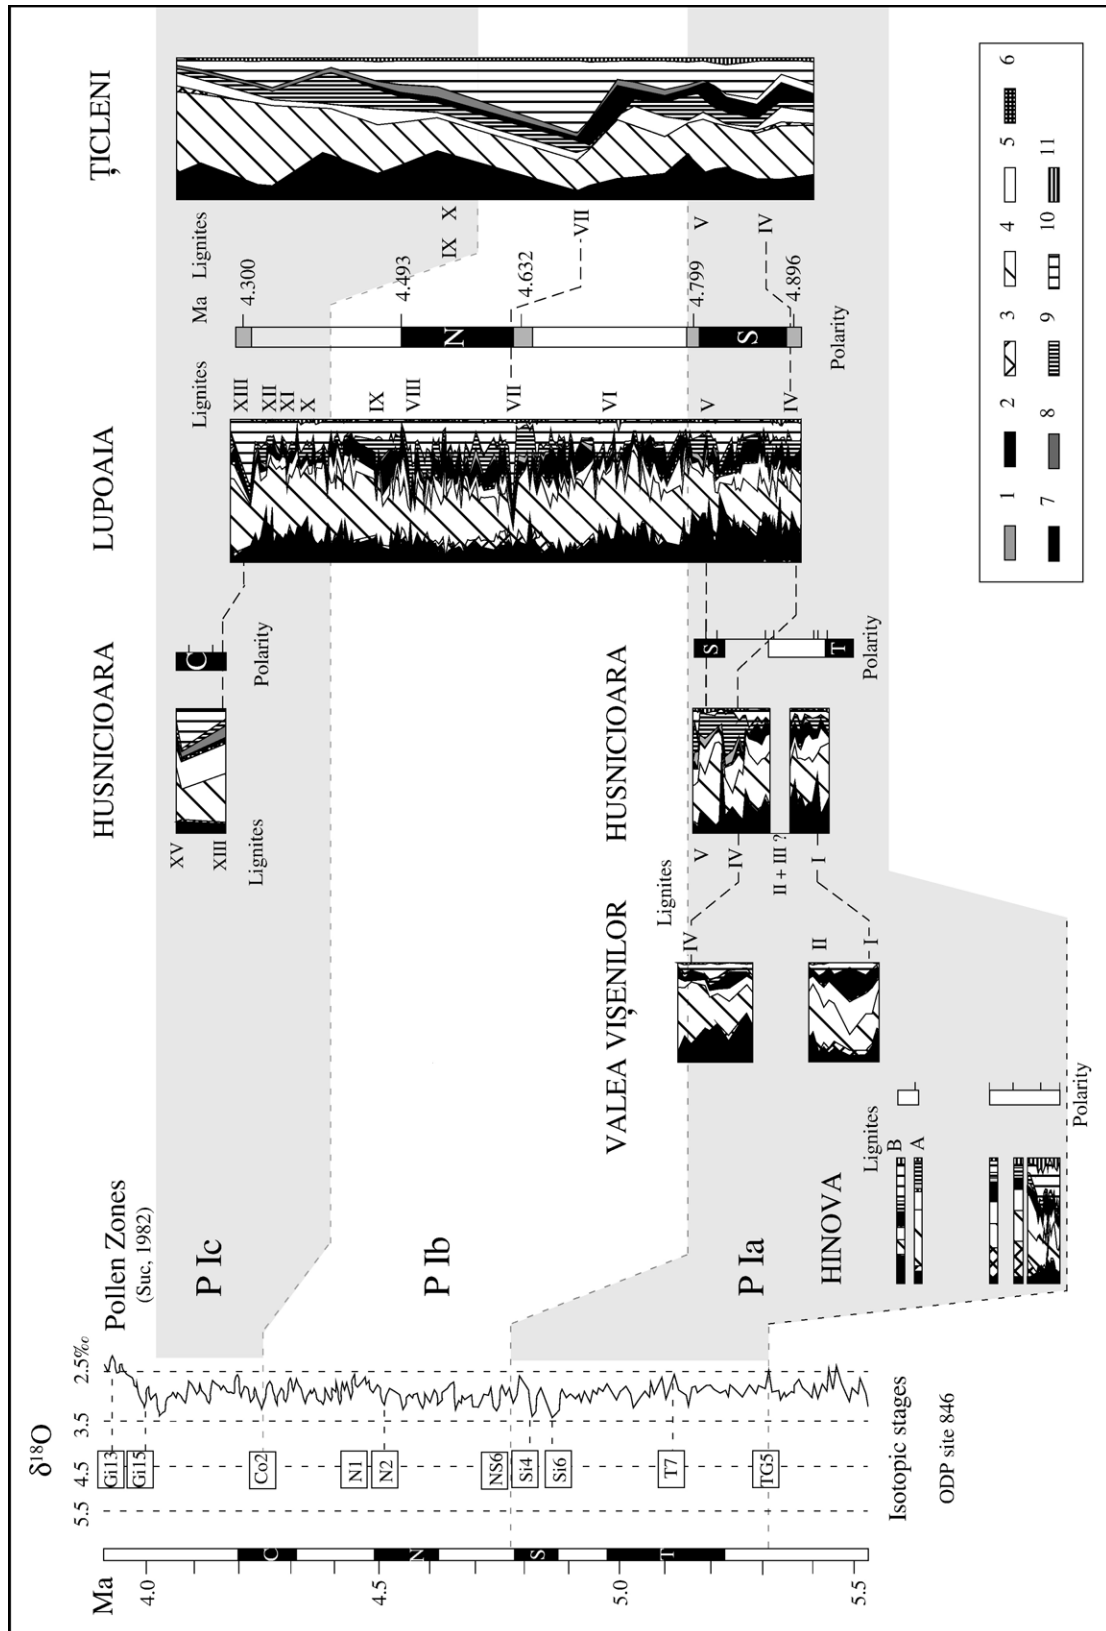 Ma
4.0
4.5
5.0
5.5
C
N
S
T
δ¹⁸O
5.5
4.5
3.5
2.5‰
Gi13
Gi15
Co2
N1
N2
NS6
Si4
Si6
T7
TG5
Isotopic stages
ODP site 846
Pollen Zones
(Suc, 1982)
P Ic
P Ib
P Ia
HINOVA
Lignites
B
A
Polarity
VALEA VIȘENILOR
Lignites
IV
II
I
HUSNICIOARA
XV
XIII
Lignites
C
Polarity
HUSNICIOARA
V
IV
II + III ?
I
S
T
Polarity
LUPOAIA
Lignites
XIII
XII
XI
X
IX
VIII
VII
VI
V
IV
N
S
Polarity
Ma
4.300
4.493
4.632
4.799
4.896
ȚICLENI
Lignites
IX
X
VII
V
IV
1
2
3
4
5
6
7
8
9
10
11